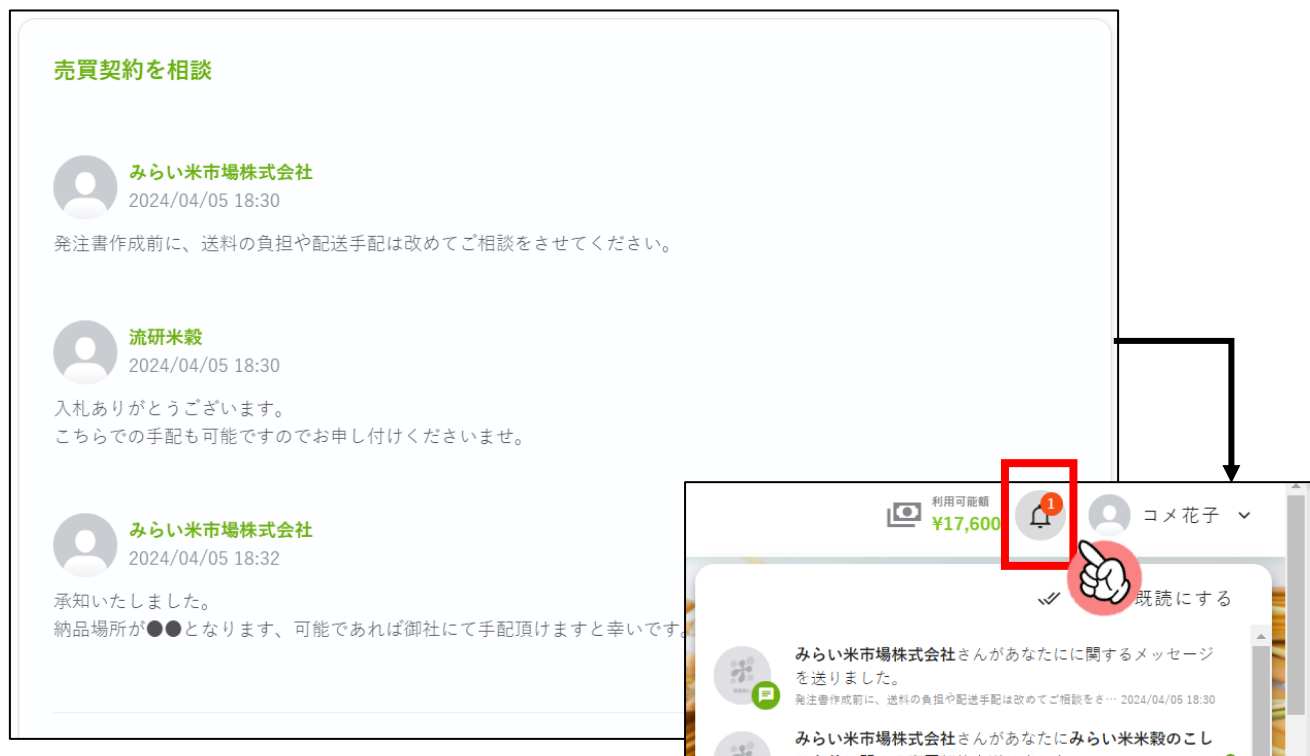 売買契約を相談
みらい米市場株式会社
2024/04/05 18:30
発注書作成前に、送料の負担や配送手配は改めてご相談をさせてください。
流研米穀
2024/04/05 18:30
入札ありがとうございます。
こちらでの手配も可能ですのでお申し付けくださいませ。
みらい米市場株式会社
2024/04/05 18:32
承知いたしました。
納品場所が●●となります、可能であれば御社にて手配頂けますと幸いです。
利用可能額
¥17,600
1
コメ花子
既読にする
みらい米市場株式会社さんがあなたにに関するメッセージ
を送りました。
発注書作成前に、送料の負担や配送手配は改めてご相談をさ… 2024/04/05 18:30
みらい米市場株式会社さんがあなたにみらい米米穀のこし